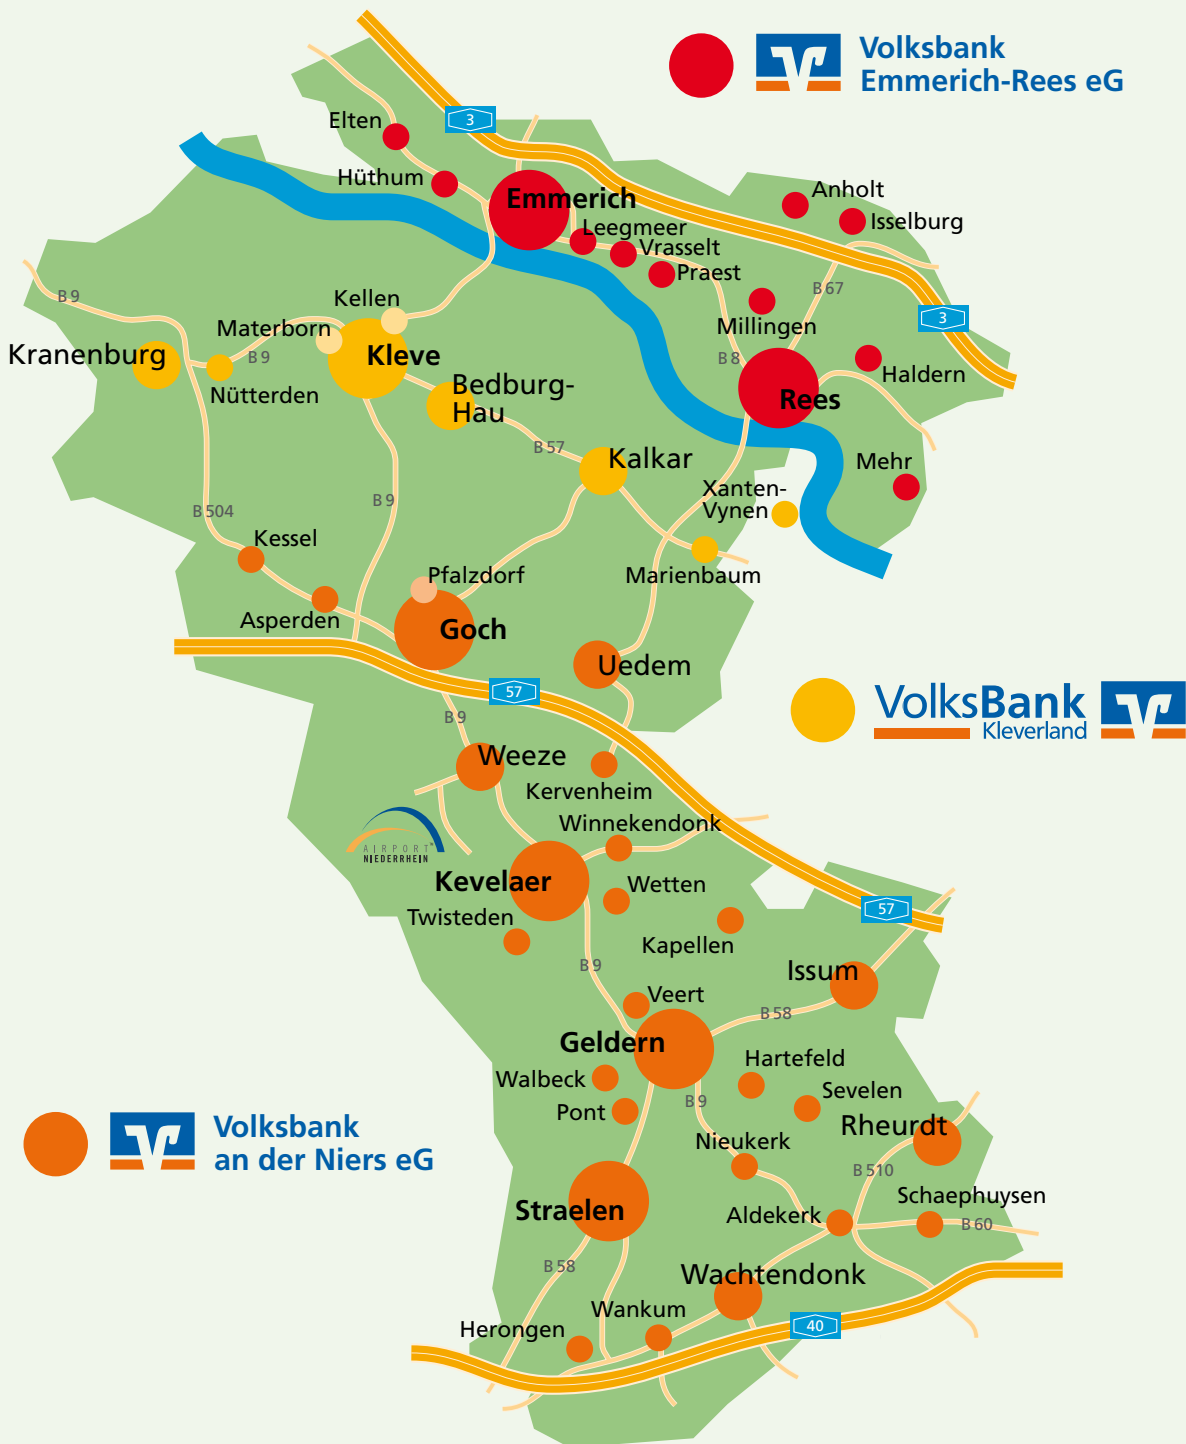 Volksbank
Emmerich-Rees eG
3
Elten
Hüthum
Emmerich
Leegmeer
Vrasselt
Praest
Anholt
Isselburg
B 67
Millingen
3
B 8
Haldern
Rees
Mehr
B 9
Kellen
Materborn
Kranenburg
B 9
Kleve
Nütterden
Bedburg-
Hau
B 57
Kalkar
Xanten-
Vynen
B 9
B 504
Kessel
Marienbaum
Pfalzdorf
Asperden
Goch
Uedem
57
B 9
VolksBank
Kleverland
Weeze
Kervenheim
Winnekendonk
AIRPORT
NIEDERRHEIN
Kevelaer
Wetten
Twisteden
Kapellen
57
B 9
Issum
Veert
B 58
Geldern
Hartefeld
Walbeck
Sevelen
Pont
B 9
Rheurdt
Nieukerk
Volksbank
an der Niers eG
B 510
Schaephuysen
Straelen
Aldekerk
B 60
B 58
Wachtendonk
Wankum
Herongen
40